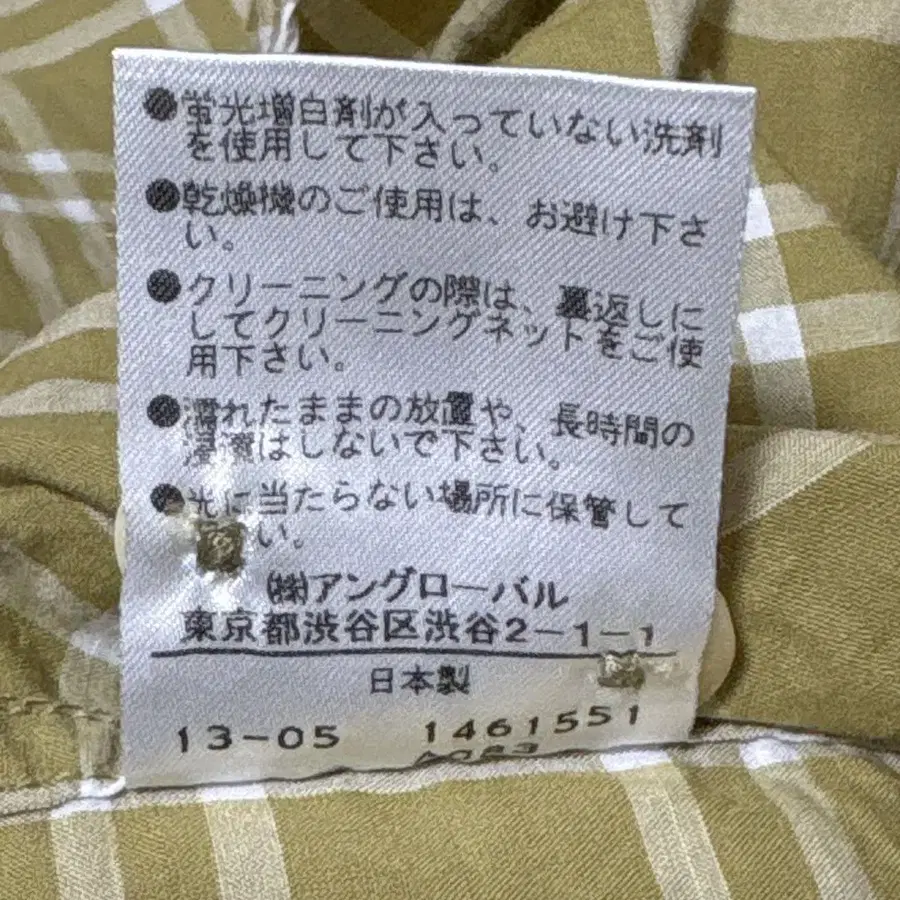 ●蛍光増白剤が入っていない洗剤
を使用して下さい。
●乾燥機のご使用は、お避け下さ
い。
●クリーニングの際は、裏返しに
してクリーニングネットをご使
用下さい。
●濡れたままの放置や、長時間の
浸漬はしないで下さい。
●光に当たらない場所に保管して
い。
(株)アングローバル
東京都渋谷区渋谷2-1-1
日本製
13-05 1461551